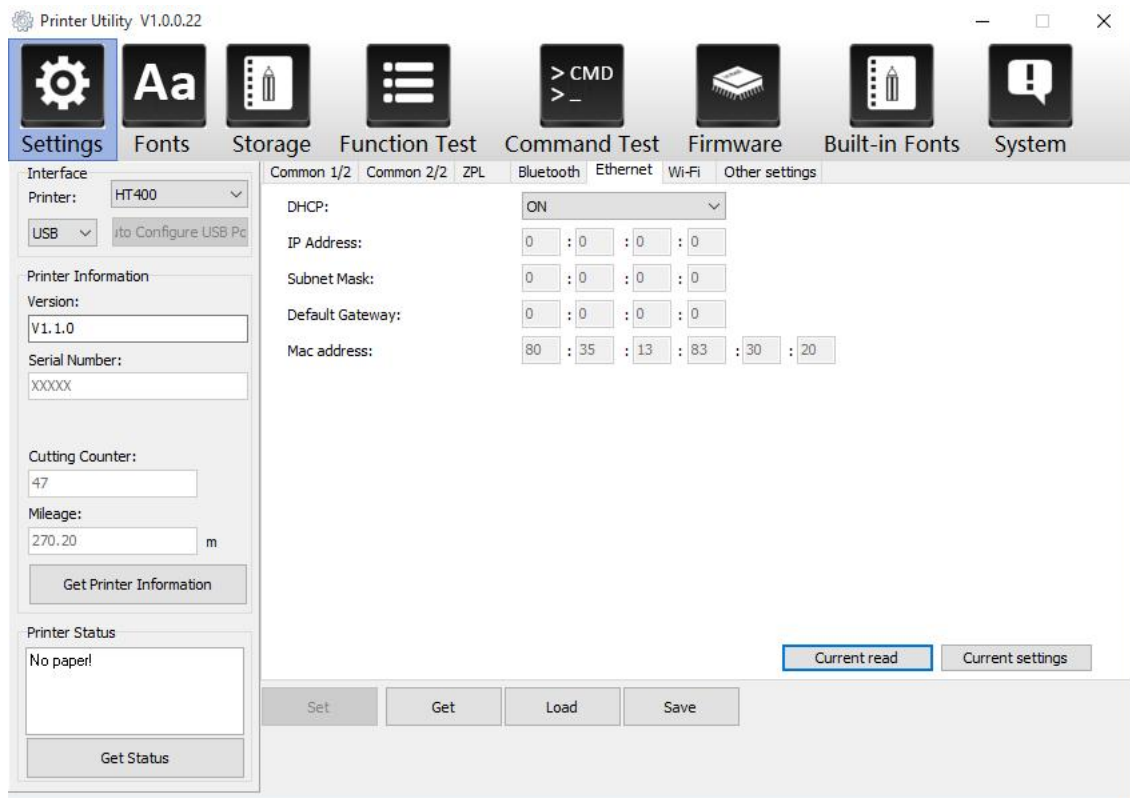 Printer Utility V1.0.0.22
Aa
> CMD
>_
Settings Fonts Storage Function Test Command Test Firmware Built-in Fonts System
Interface
Printer: HT400
USB uto Configure USB Pc
Printer Information
Version:
V1.1.0
Serial Number:
XXXXX
Cutting Counter:
47
Mileage:
270.20 m
Get Printer Information
Printer Status
No paper!
Get Status
Common 1/2 Common 2/2 ZPL Bluetooth Ethernet Wi-Fi Other settings
DHCP: ON
IP Address: 0 : 0 : 0 : 0
Subnet Mask: 0 : 0 : 0 : 0
Default Gateway: 0 : 0 : 0 : 0
Mac address: 80 : 35 : 13 : 83 : 30 : 20
Current read Current settings
Set Get Load Save